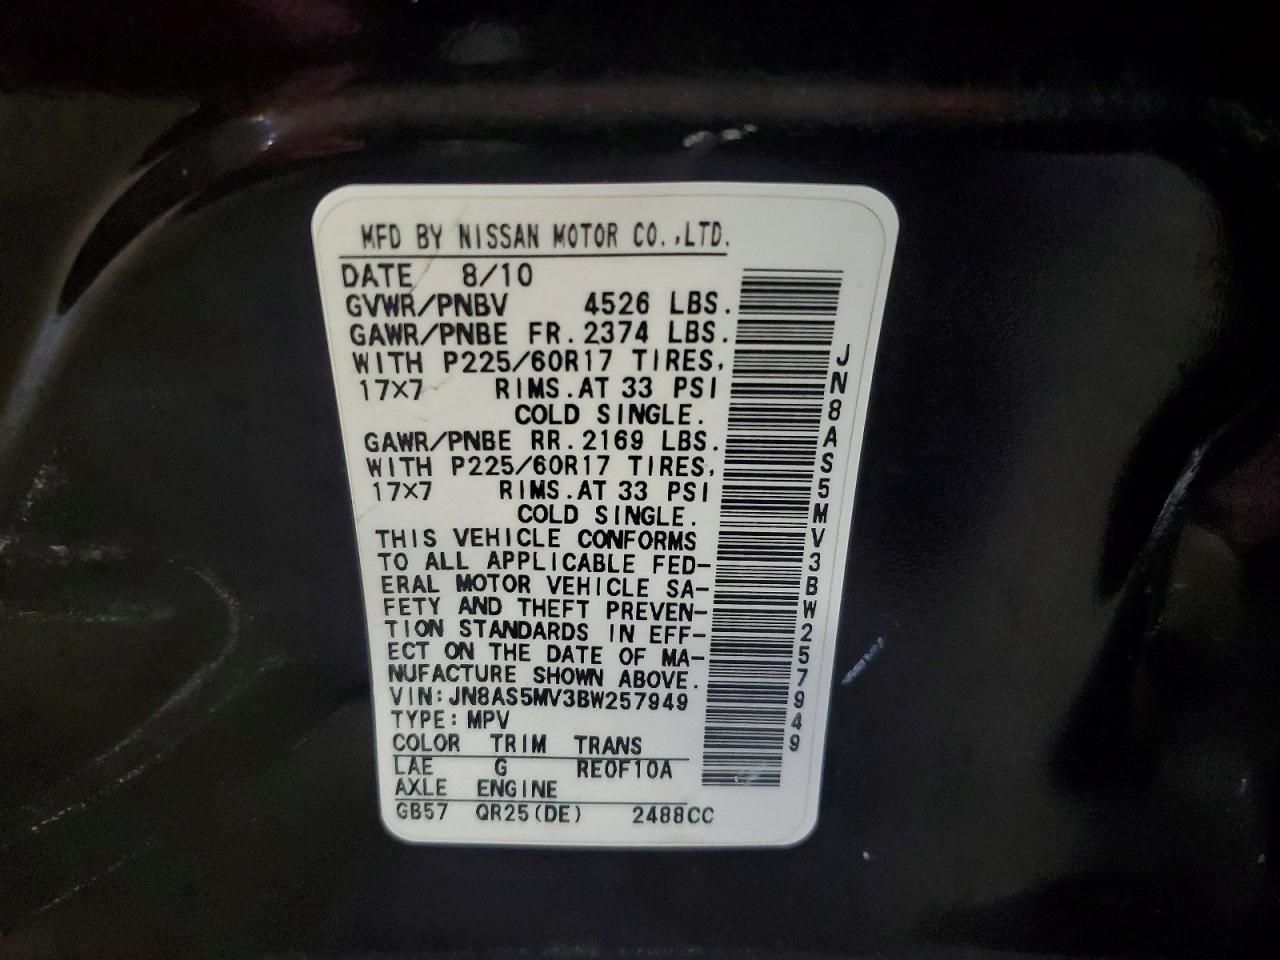 MFD BY NISSAN MOTOR CO.,LTD.
DATE 8/10
GVWR/PNBV 4526 LBS.
GAWR/PNBE FR.2374 LBS.
WITH P225/60R17 TIRES,
17×7 RIMS.AT 33 PSI
COLD SINGLE.
GAWR/PNBE RR.2169 LBS.
WITH P225/60R17 TIRES,
17×7 RIMS.AT 33 PSI
COLD SINGLE.
THIS VEHICLE CONFORMS
TO ALL APPLICABLE FED-
ERAL MOTOR VEHICLE SA-
FETY AND THEFT PREVEN-
TION STANDARDS IN EFF-
ECT ON THE DATE OF MA-
NUFACTURE SHOWN ABOVE.
VIN:JN8AS5MV3BW257949
TYPE:MPV
COLOR TRIM TRANS
LAE G RE0F10A
AXLE ENGINE
GB57 QR25(DE) 2488CC
JN8AS5MV3BW257949